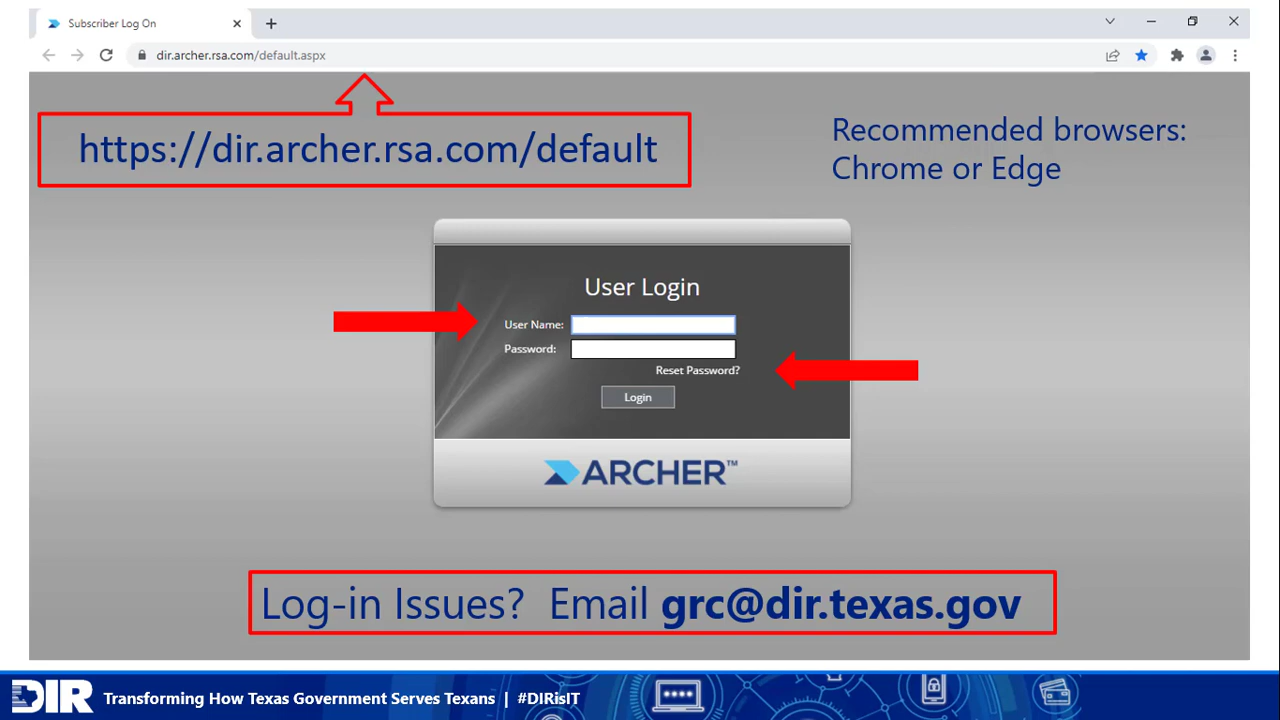 Subscriber Log On
dir.archer.rsa.com/default.aspx
https://dir.archer.rsa.com/default
Recommended browsers:
Chrome or Edge
User Login
User Name:
Password:
Reset Password?
Login
ARCHER™
Log-in Issues? Email grc@dir.texas.gov
DIR Transforming How Texas Government Serves Texans | #DIRisIT